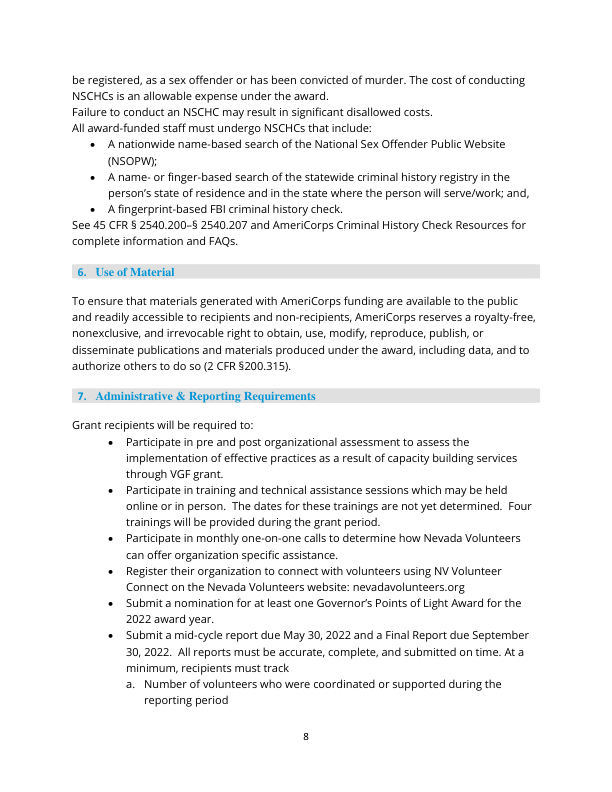 be registered, as a sex offender or has been convicted of murder. The cost of conducting
NSCHCs is an allowable expense under the award.
Failure to conduct an NSCHC may result in significant disallowed costs.
All award-funded staff must undergo NSCHCs that include:
• A nationwide name-based search of the National Sex Offender Public Website
(NSOPW);
• A name- or finger-based search of the statewide criminal history registry in the
person’s state of residence and in the state where the person will serve/work; and,
• A fingerprint-based FBI criminal history check.
See 45 CFR § 2540.200–§ 2540.207 and AmeriCorps Criminal History Check Resources for
complete information and FAQs.
6. Use of Material
To ensure that materials generated with AmeriCorps funding are available to the public
and readily accessible to recipients and non-recipients, AmeriCorps reserves a royalty-free,
nonexclusive, and irrevocable right to obtain, use, modify, reproduce, publish, or
disseminate publications and materials produced under the award, including data, and to
authorize others to do so (2 CFR §200.315).
7. Administrative & Reporting Requirements
Grant recipients will be required to:
• Participate in pre and post organizational assessment to assess the
implementation of effective practices as a result of capacity building services
through VGF grant.
• Participate in training and technical assistance sessions which may be held
online or in person.  The dates for these trainings are not yet determined.  Four
trainings will be provided during the grant period.
• Participate in monthly one-on-one calls to determine how Nevada Volunteers
can offer organization specific assistance.
• Register their organization to connect with volunteers using NV Volunteer
Connect on the Nevada Volunteers website: nevadavolunteers.org
• Submit a nomination for at least one Governor’s Points of Light Award for the
2022 award year.
• Submit a mid-cycle report due May 30, 2022 and a Final Report due September
30, 2022.  All reports must be accurate, complete, and submitted on time. At a
minimum, recipients must track
a. Number of volunteers who were coordinated or supported during the
reporting period
8